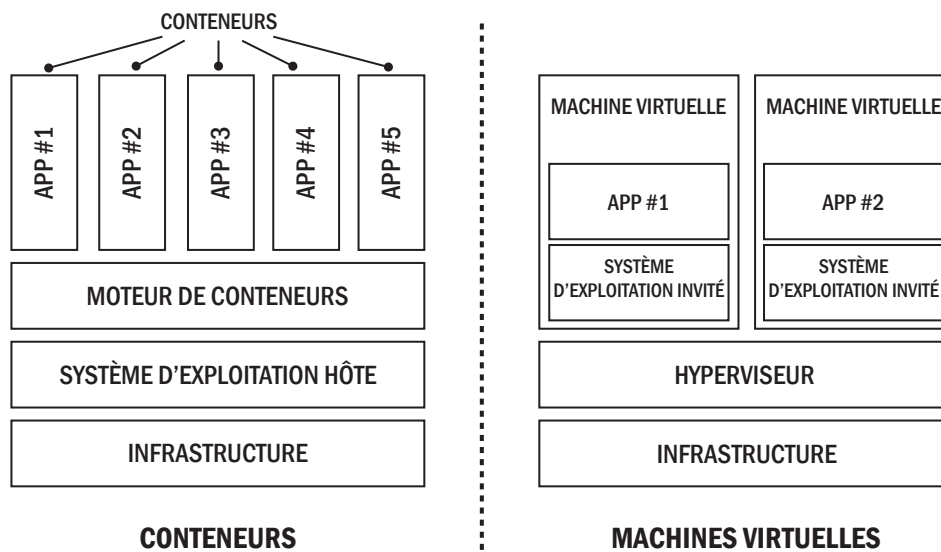 CONTENEURS
APP #1
APP #2
APP #3
APP #4
APP #5
MOTEUR DE CONTENEURS
SYSTÈME D'EXPLOITATION HÔTE
INFRASTRUCTURE
CONTENEURS
MACHINE VIRTUELLE
APP #1
SYSTÈME
D'EXPLOITATION INVITÉ
MACHINE VIRTUELLE
APP #2
SYSTÈME
D'EXPLOITATION INVITÉ
HYPERVISEUR
INFRASTRUCTURE
MACHINES VIRTUELLES